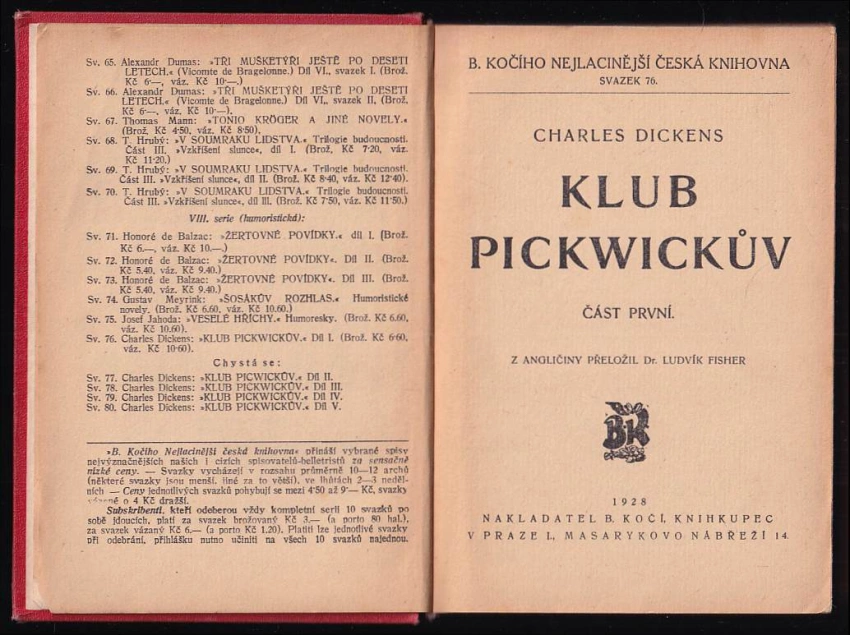 Sv. 65. Alexandr Dumas: »TŘI MUŠKETÝŘI JEŠTĚ PO DESETI
LETECH.« (Vicomte de Bragelonne.) Díl VI., svazek I. (Brož.
Kč 6·—, váz. Kč 10·—.)
Sv. 66. Alexandr Dumas: »TŘI MUŠKETÝŘI JEŠTĚ PO DESETI
LETECH.« (Vicomte de Bragelonne.) Díl VI., svazek II, (Brož,
Kč 6·—, váz. Kč 10·—).
Sv. 67. Thomas Mann: »TONIO KRÖGER A JINÉ NOVELY.«
(Brož. Kč 4·50, váz. Kč 8·50).
Sv. 68. T. Hrubý: »V SOUMRAKU LIDSTVA.« Trilogie budoucnosti.
Část III. »Vzkříšení slunce«, díl I. (Brož, Kč 7·20, váz.
Kč 11·20.)
Sv. 69. T. Hrubý: »V SOUMRAKU LIDSTVA.« Trilogie budoucnosti.
Část III. »Vzkříšení slunce«, díl II. (Brož. Kč 8·40, váz. Kč 12·40).
Sv. 70. T. Hrubý: »V SOUMRAKU LIDSTVA.« Trilogie budoucnosti.
Část III. »Vzkříšení slunce«, díl III. (Brož. Kč 7·50, váz. Kč 11·50.)
VIII. serie (humoristická):
Sv. 71. Honoré de Balzac: »ŽERTOVNÉ POVÍDKY.« díl I. (Brož.
Kč 6.—, váz. Kč 10.—.)
Sv. 72. Honoré de Balzac: »ŽERTOVNÉ POVÍDKY«. Díl II. (Brož.
Kč 5.40, váz. Kč 9.40.)
Sv. 73. Honoré de Balzac: »ŽERTOVNÉ POVÍDKY«. Díl III. (Brož.
Kč 5.40, váz. Kč 9.40.)
Sv. 74. Gustav Meyrink: »ŠOSÁKŮV ROZHLAS.« Humoristické
novely. (Brož. Kč 6.60, váz. Kč 10.60.)
Sv. 75. Josef Jahoda: »VESELÉ HŘÍCHY.« Humoresky. (Brož. Kč 6.60,
váz. Kč 10.60).
Sv. 76. Charles Dickens: »KLUB PICKWICKŮV.« Díl I. (Brož. Kč 6·60,
váz. Kč 10·60).
Chystá se:
Sv. 77. Charles Dickens: »KLUB PICWICKŮV.« Díl II.
Sv. 78. Charles Dickens: »KLUB PICKWICKŮV.« Díl III.
Sv. 79. Charles Dickens: »KLUB PICKWICKŮV.« Díl IV.
Sv. 80. Charles Dickens: »KLUB PICKWICKŮV.« Díl V.
»B. Kočího Nejlacinější česká knihovna« přináší vybrané spisy
nejvýznačnějších našich i cizích spisovatelů-belletristů za sensačně
nízké ceny. — Svazky vycházejí v rozsahu průměrně 10—12 archů
(některé svazky jsou menší, jiné za to větší), ve lhůtách 2—3 neděl-
ních — Ceny jednotlivých svazků pohybují se mezi 4·50 až 9·— Kč, svazky
vázané o 4 Kč dražší.
Subskribenti, kteří odeberou vždy kompletní serii 10 svazků po
sobě jdoucích, platí za svazek brožovaný Kč 3.— (a porto 80 hal.),
za svazek vázaný Kč 6.— (a porto Kč 1.20). Platiti lze jednotlivé svazky
při odebrání, přihlášku nutno učiniti na všech 10 svazků najednou.
B. KOČÍHO NEJLACINĚJŠÍ ČESKÁ KNIHOVNA
SVAZEK 76.
CHARLES DICKENS
KLUB
PICKWICKŮV
ČÁST PRVNÍ.
Z ANGLIČINY PŘELOŽIL Dr. LUDVÍK FISHER
BK
1928
NAKLADATEL B. KOČÍ, KNIHKUPEC
V PRAZE I., MASARYKOVO NÁBŘEŽÍ 14.